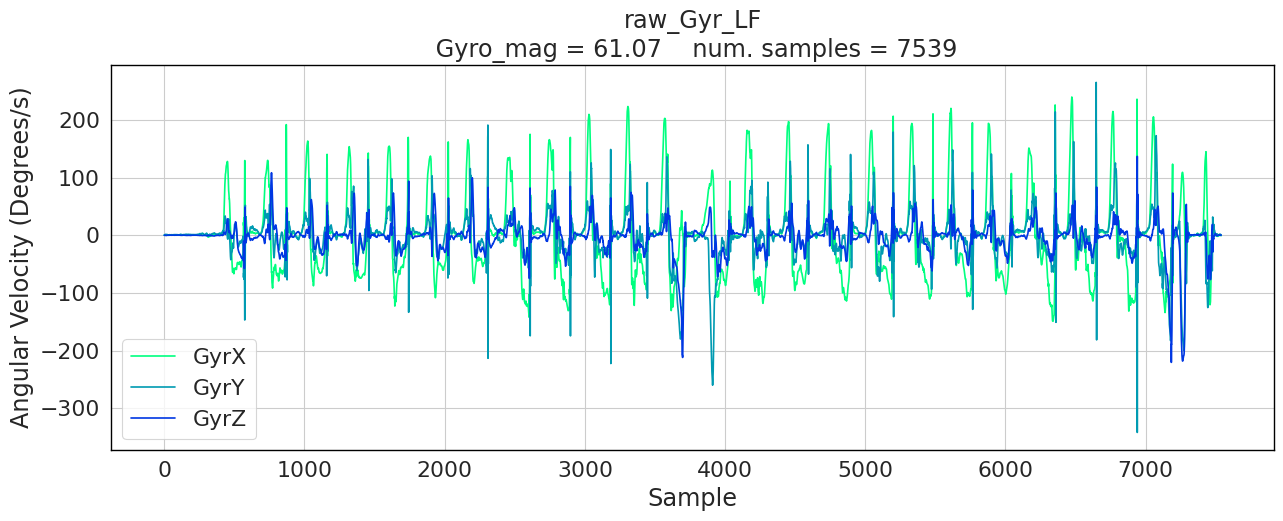 raw_Gyr_LF
Gyro_mag = 61.07    num. samples = 7539
Angular Velocity (Degrees/s)
200
100
0
−100
−200
−300
GyrX
GyrY
GyrZ
0 1000 2000 3000 4000 5000 6000 7000
Sample